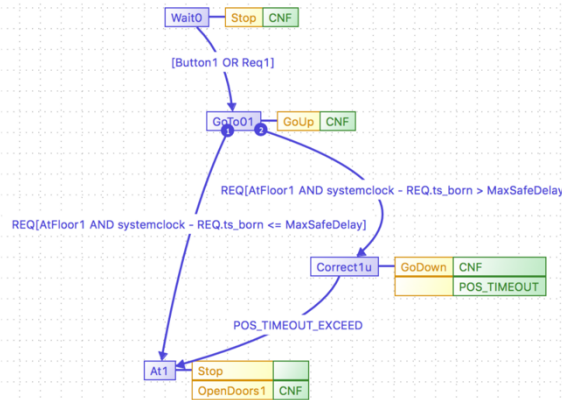 Wait0 Stop CNF
[Button1 OR Req1]
GoTo01 GoUp CNF
1 2
REQ[AtFloor1 AND systemclock - REQ.ts_born > MaxSafeDelay
REQ[AtFloor1 AND systemclock - REQ.ts_born <= MaxSafeDelay]
Correct1u GoDown CNF
POS_TIMEOUT
POS_TIMEOUT_EXCEED
At1 Stop
OpenDoors1 CNF